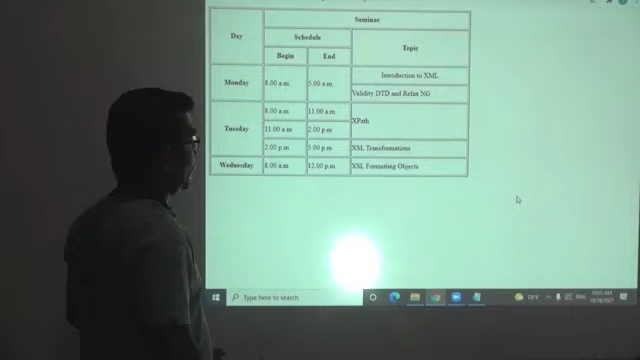 Seminar
Day
Schedule
Topic
Begin
End
Monday
8.00 a.m.
5.00 a.m.
Introduction to XML
Validity DTD and Relax NG
Tuesday
8.00 a.m
11.00 a.m
XPath
11.00 a.m
2.00 p.m
2.00 p.m
5.00 p.m
XSL Transformations
Wednesday
8.00 a.m
12.00 p.m
XSL Formatting Objects
Type here to search
ENG